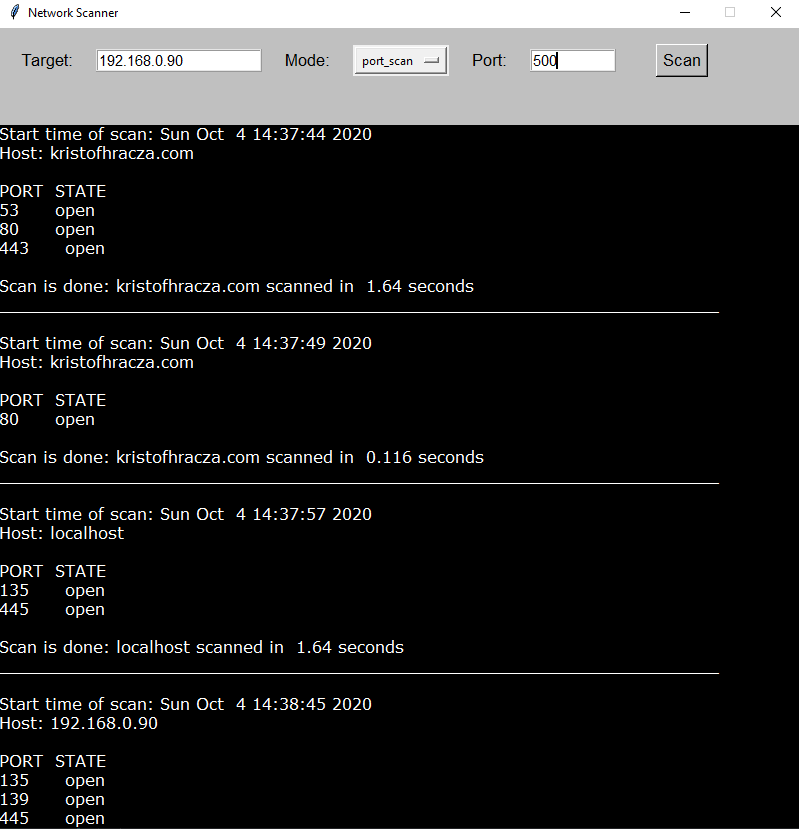 Network Scanner
Target: 192.168.0.90 Mode: port_scan Port: 500 Scan
Start time of scan: Sun Oct  4 14:37:44 2020
Host: kristofhracza.com
PORT  STATE
53 open
80 open
443 open
Scan is done: kristofhracza.com scanned in  1.64 seconds
Start time of scan: Sun Oct  4 14:37:49 2020
Host: kristofhracza.com
PORT  STATE
80 open
Scan is done: kristofhracza.com scanned in  0.116 seconds
Start time of scan: Sun Oct  4 14:37:57 2020
Host: localhost
PORT  STATE
135 open
445 open
Scan is done: localhost scanned in  1.64 seconds
Start time of scan: Sun Oct  4 14:38:45 2020
Host: 192.168.0.90
PORT  STATE
135 open
139 open
445 open